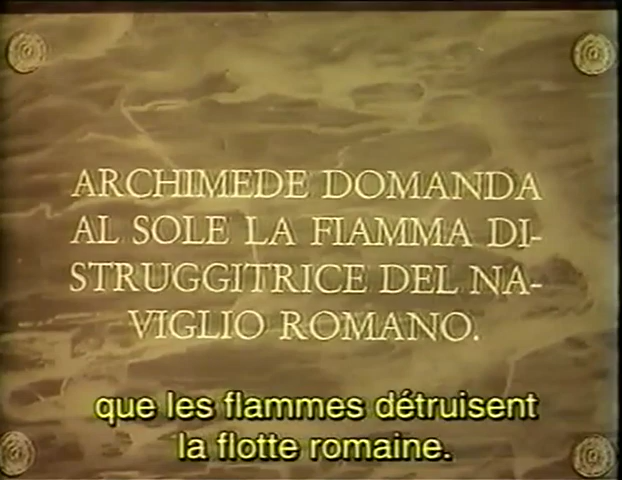 ARCHIMEDE DOMANDA
AL SOLE LA FIAMMA DI-
STRUGGITRICE DEL NA-
VIGLIO ROMANO.
que les flammes détruisent
la flotte romaine.